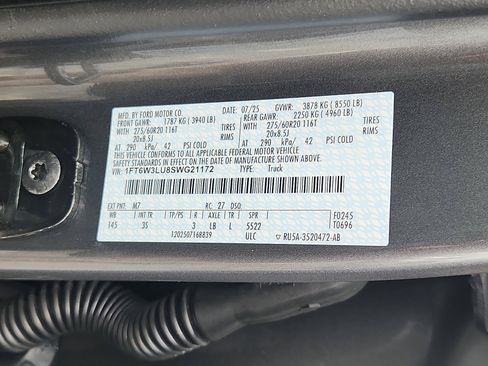 MFD. BY FORD MOTOR CO. DATE: 07/25 GVWR: 3878 KG ( 8550 LB)
FRONT GAWR: 1787 KG ( 3940 LB) REAR GAWR: 2250 KG ( 4960 LB)
WITH 275/60R20 116T TIRES WITH 275/60R20 116T TIRES
20x8.5J RIMS 20x8.5J RIMS
AT 290 kPa/ 42 PSI COLD AT 290 kPa/ 42 PSI COLD
THIS VEHICLE CONFORMS TO ALL APPLICABLE FEDERAL MOTOR VEHICLE
SAFETY STANDARDS IN EFFECT ON THE DATE OF MANUFACTURE SHOWN ABOVE.
VIN: 1FT6W3LU8SWG21172 TYPE: Truck
EXT PNT: M7 RC: 27 DSO:
WB INT TR TP/PS R AXLE TR SPR F0245
145 3S 3 LB L 5522 T0696
1202507168839 ULC RU5A-3520472-AB